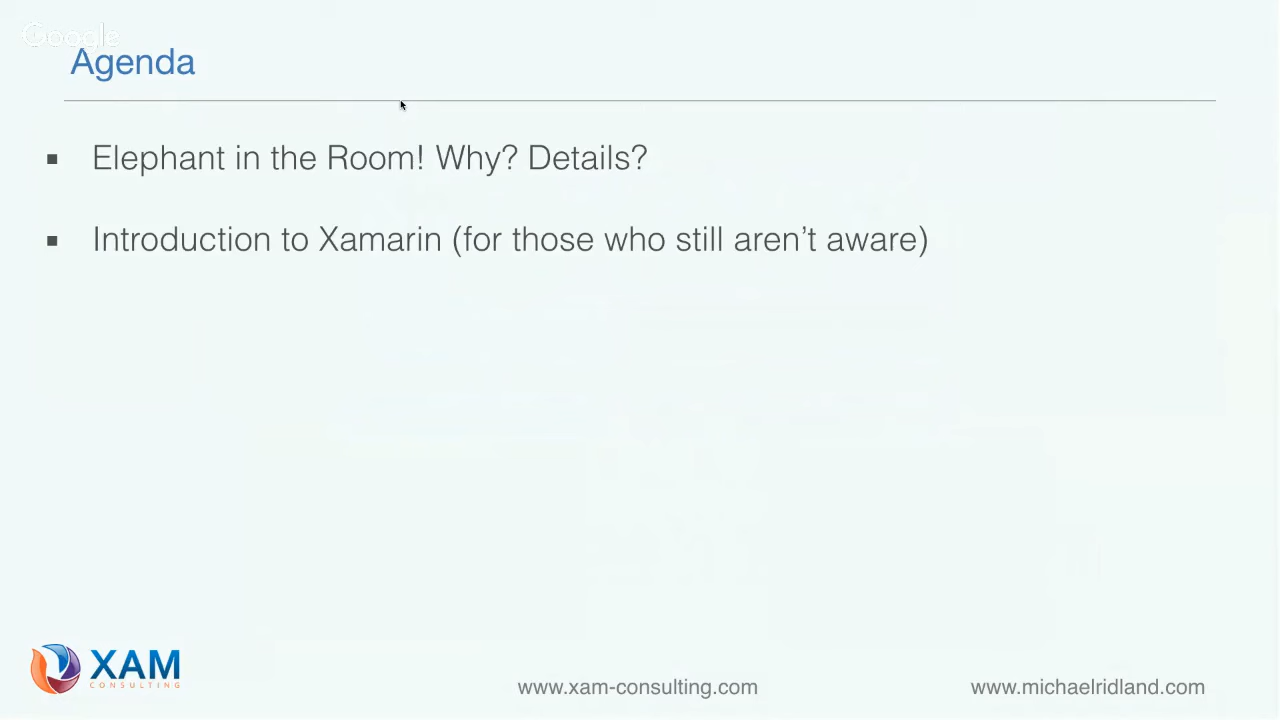 Google
Agenda
▪ Elephant in the Room! Why? Details?
▪ Introduction to Xamarin (for those who still aren’t aware)
XAM
CONSULTING
www.xam-consulting.com
www.michaelridland.com